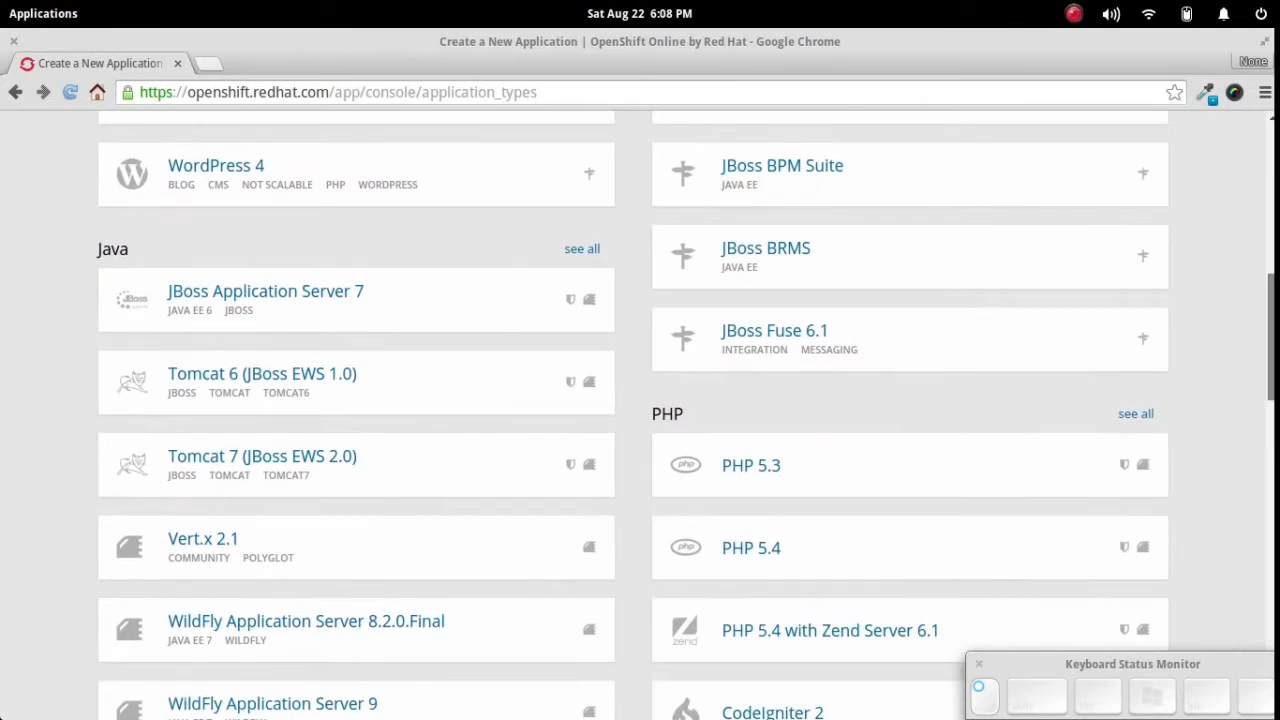 Applications
Sat Aug 22 6:08 PM
Create a New Application | OpenShift Online by Red Hat - Google Chrome
Create a New Application
None
https://openshift.redhat.com/app/console/application_types
WordPress 4
BLOG CMS NOT SCALABLE PHP WORDPRESS
Java see all
JBoss
JBoss Application Server 7
JAVA EE 6 JBOSS
Tomcat 6 (JBoss EWS 1.0)
JBOSS TOMCAT TOMCAT6
Tomcat 7 (JBoss EWS 2.0)
JBOSS TOMCAT TOMCAT7
Vert.x 2.1
COMMUNITY POLYGLOT
WildFly Application Server 8.2.0.Final
JAVA EE 7 WILDFLY
WildFly Application Server 9
JBoss BPM Suite
JAVA EE
JBoss BRMS
JAVA EE
JBoss Fuse 6.1
INTEGRATION MESSAGING
PHP see all
php
PHP 5.3
php
PHP 5.4
zend
PHP 5.4 with Zend Server 6.1
CodeIgniter 2
Keyboard Status Monitor